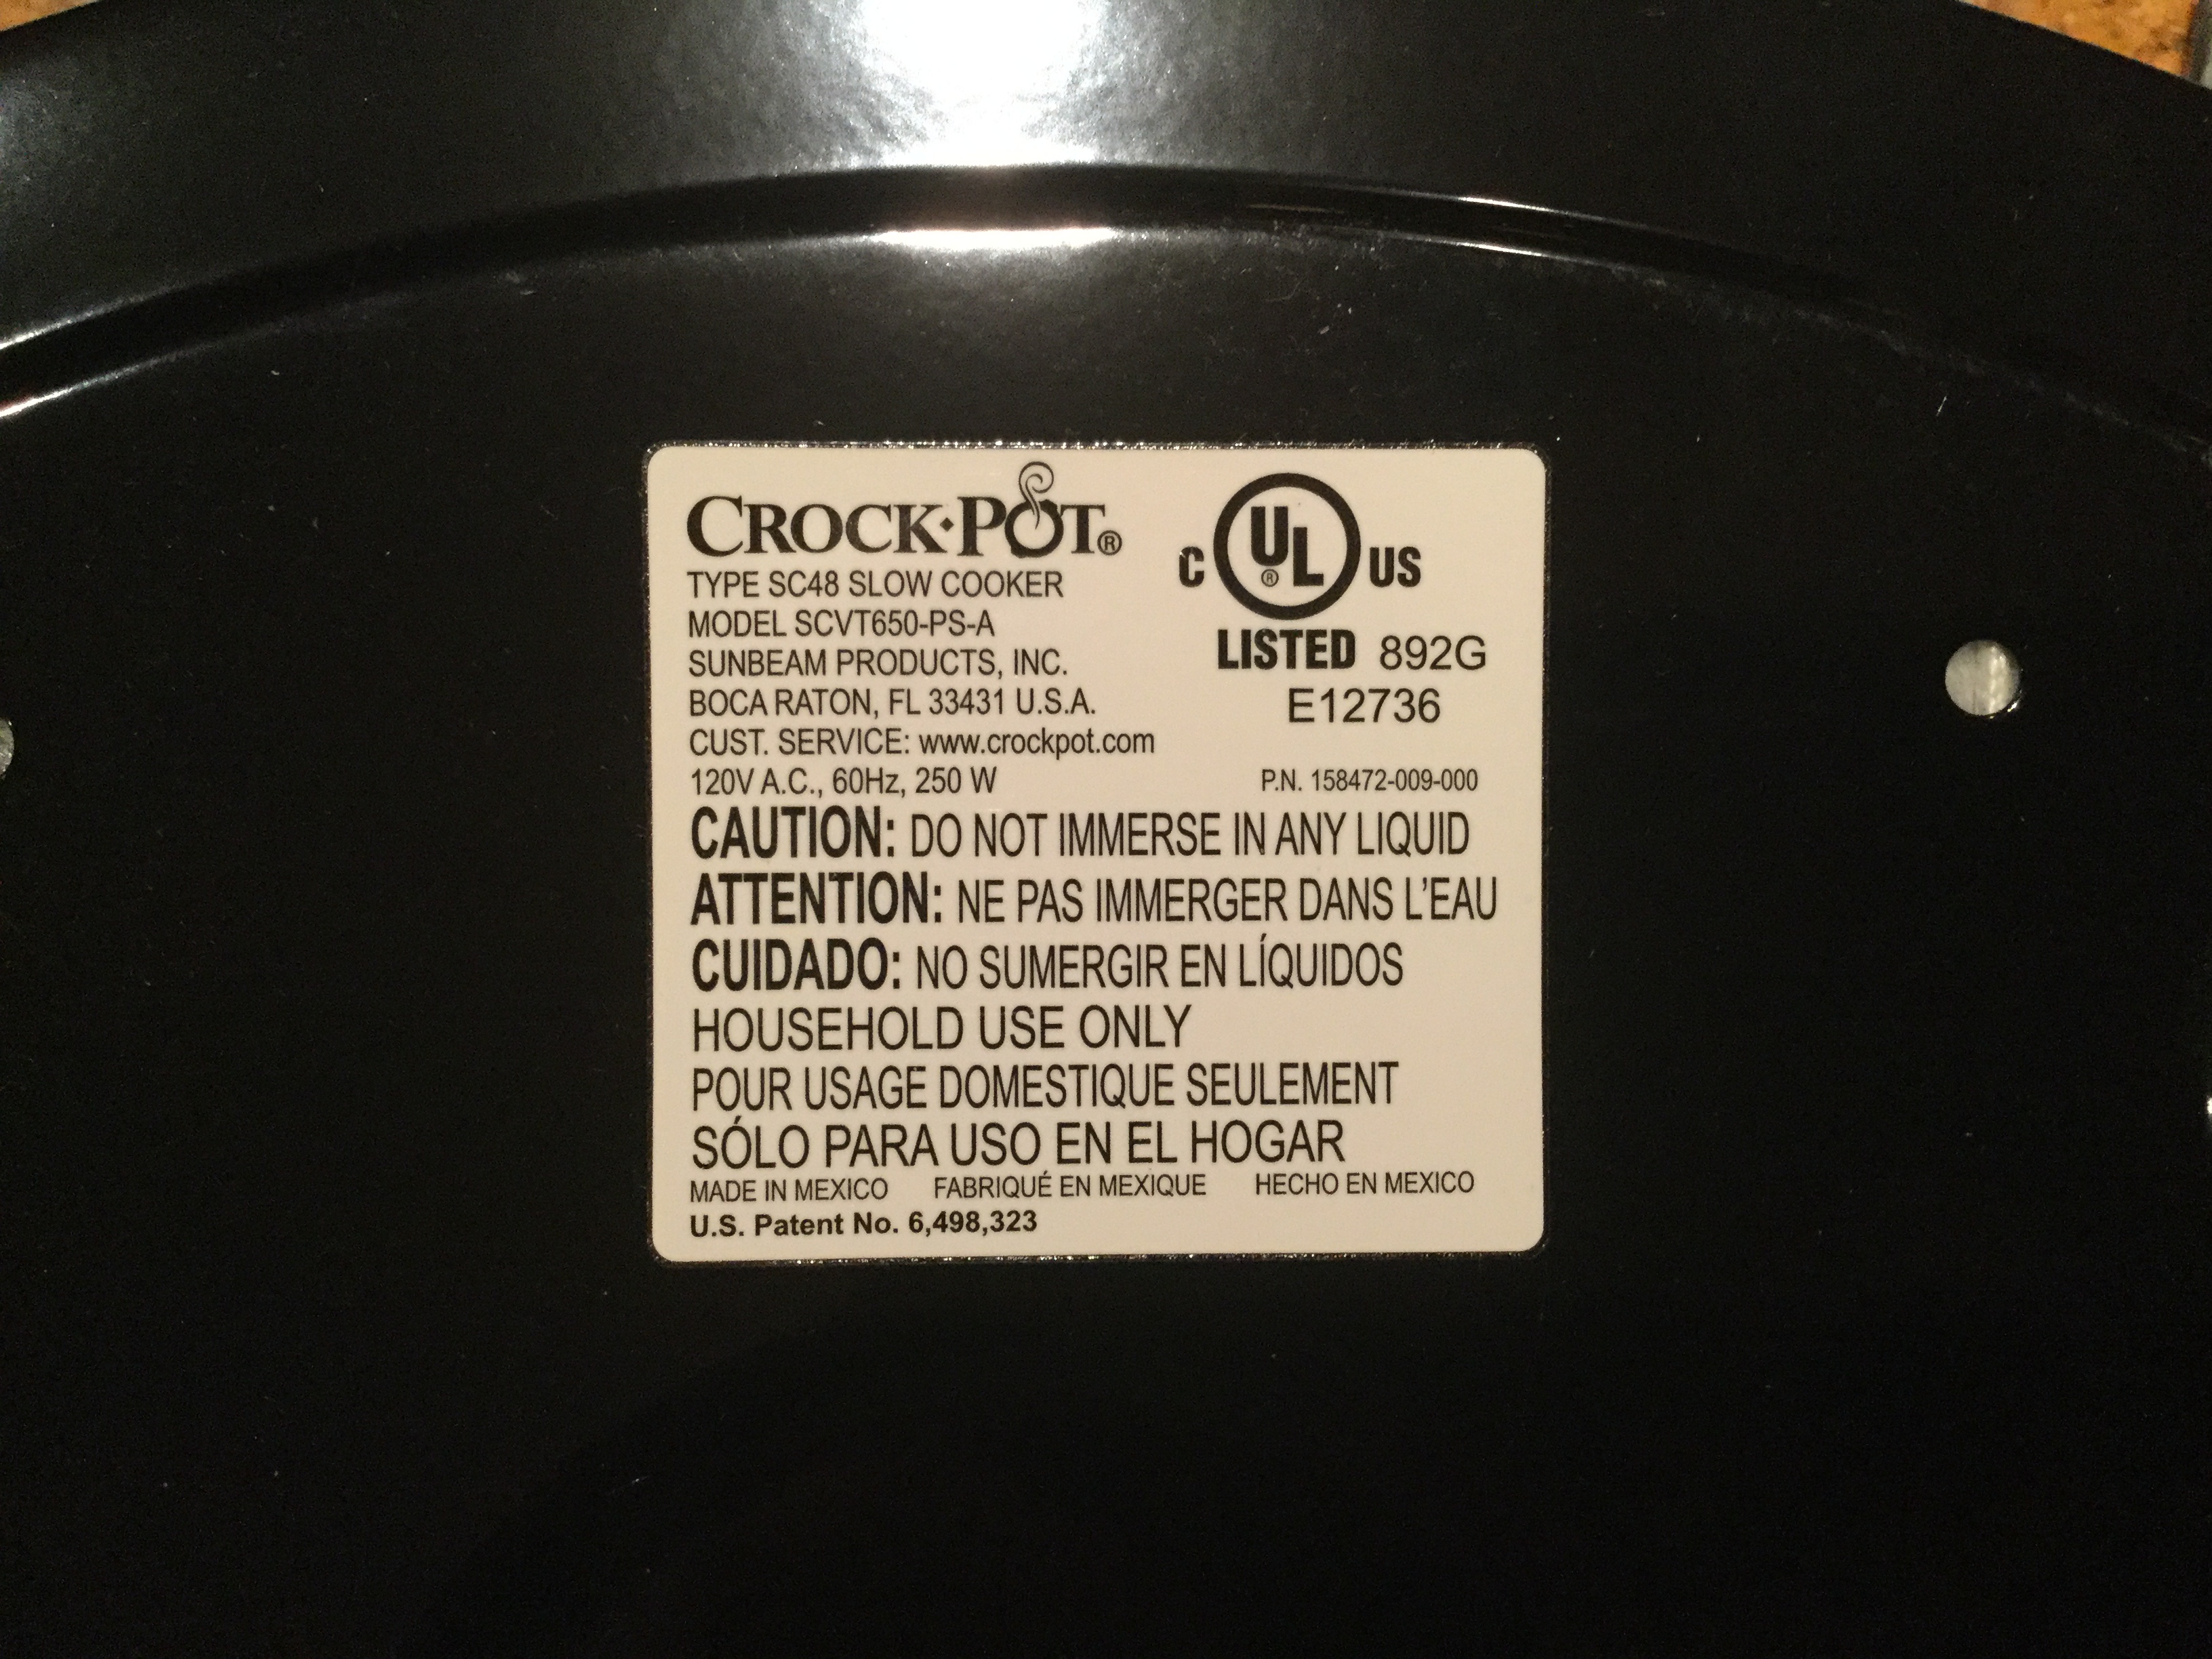 CROCK•POT®
TYPE SC48 SLOW COOKER
MODEL SCVT650-PS-A
SUNBEAM PRODUCTS, INC.
BOCA RATON, FL 33431 U.S.A.
CUST. SERVICE: www.crockpot.com
120V A.C., 60Hz, 250 W
C UL® US
LISTED 892G
E12736
P.N. 158472-009-000
CAUTION: DO NOT IMMERSE IN ANY LIQUID
ATTENTION: NE PAS IMMERGER DANS L'EAU
CUIDADO: NO SUMERGIR EN LÍQUIDOS
HOUSEHOLD USE ONLY
POUR USAGE DOMESTIQUE SEULEMENT
SÓLO PARA USO EN EL HOGAR
MADE IN MEXICO FABRIQUÉ EN MEXIQUE HECHO EN MEXICO
U.S. Patent No. 6,498,323